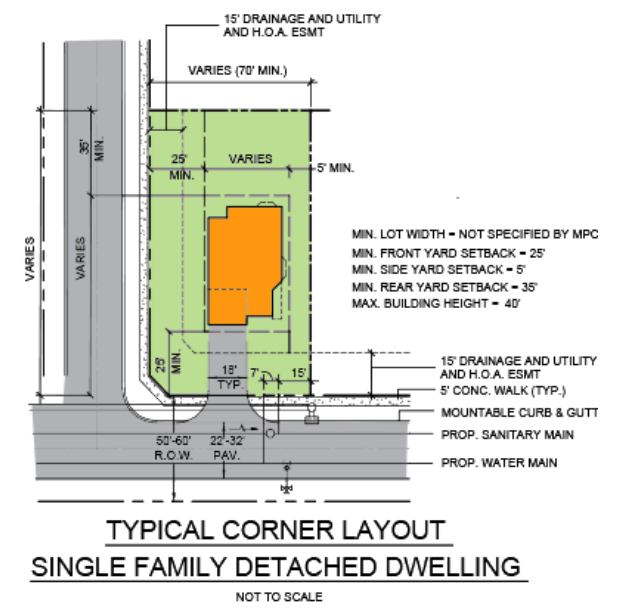 15' DRAINAGE AND UTILITY
AND H.O.A. ESMT
VARIES (70' MIN.)
35'
MIN.
25'
MIN.
VARIES
5' MIN.
VARIES
VARIES
MIN. LOT WIDTH = NOT SPECIFIED BY MPC
MIN. FRONT YARD SETBACK = 25'
MIN. SIDE YARD SETBACK = 5'
MIN. REAR YARD SETBACK = 35'
MAX. BUILDING HEIGHT = 40'
25'
MIN.
18'
TYP.
7'
15'
15' DRAINAGE AND UTILITY
AND H.O.A. ESMT
5' CONC. WALK (TYP.)
MOUNTABLE CURB & GUTT
PROP. SANITARY MAIN
PROP. WATER MAIN
50'-60'
R.O.W.
22'-32'
PAV.
TYPICAL CORNER LAYOUT
SINGLE FAMILY DETACHED DWELLING
NOT TO SCALE